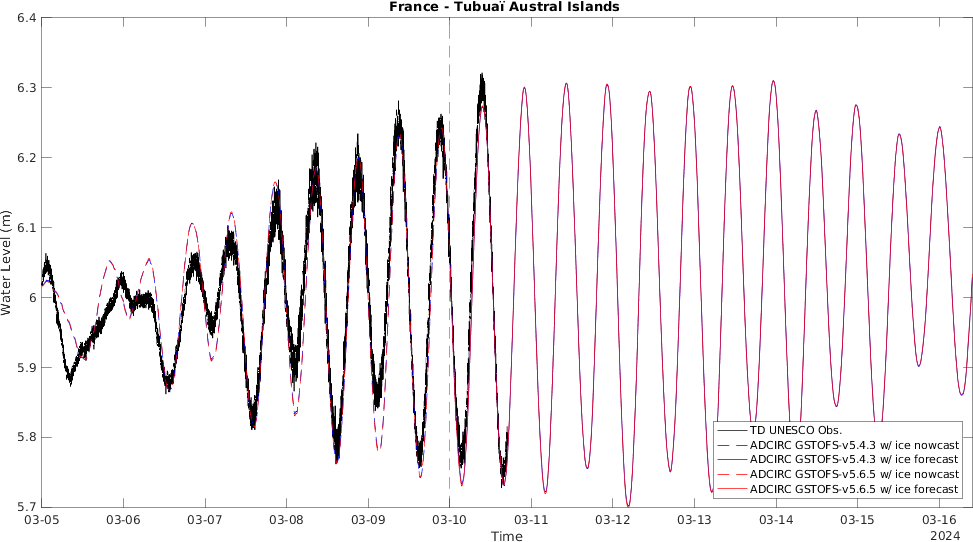 France - Tubuaï Austral Islands
6.4
6.3
6.2
6.1
6
5.9
5.8
5.7
Water Level (m)
TD UNESCO Obs.
ADCIRC GSTOFS-v5.4.3 w/ ice nowcast
ADCIRC GSTOFS-v5.4.3 w/ ice forecast
ADCIRC GSTOFS-v5.6.5 w/ ice nowcast
ADCIRC GSTOFS-v5.6.5 w/ ice forecast
03-05 03-06 03-07 03-08 03-09 03-10 03-11 03-12 03-13 03-14 03-15 03-16
Time
2024